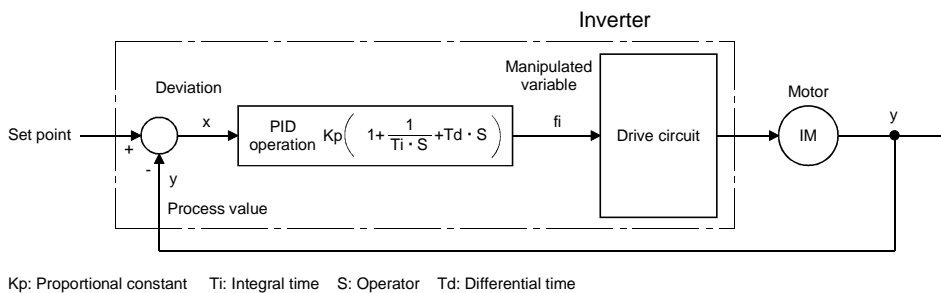 Inverter
Deviation
Manipulated
variable
Motor
Set point
+
-
x
PID
operation
Kp( 1+ 1/Ti・S +Td・S )
fi
Drive circuit
IM
y
y
Process value
Kp: Proportional constant Ti: Integral time S: Operator Td: Differential time